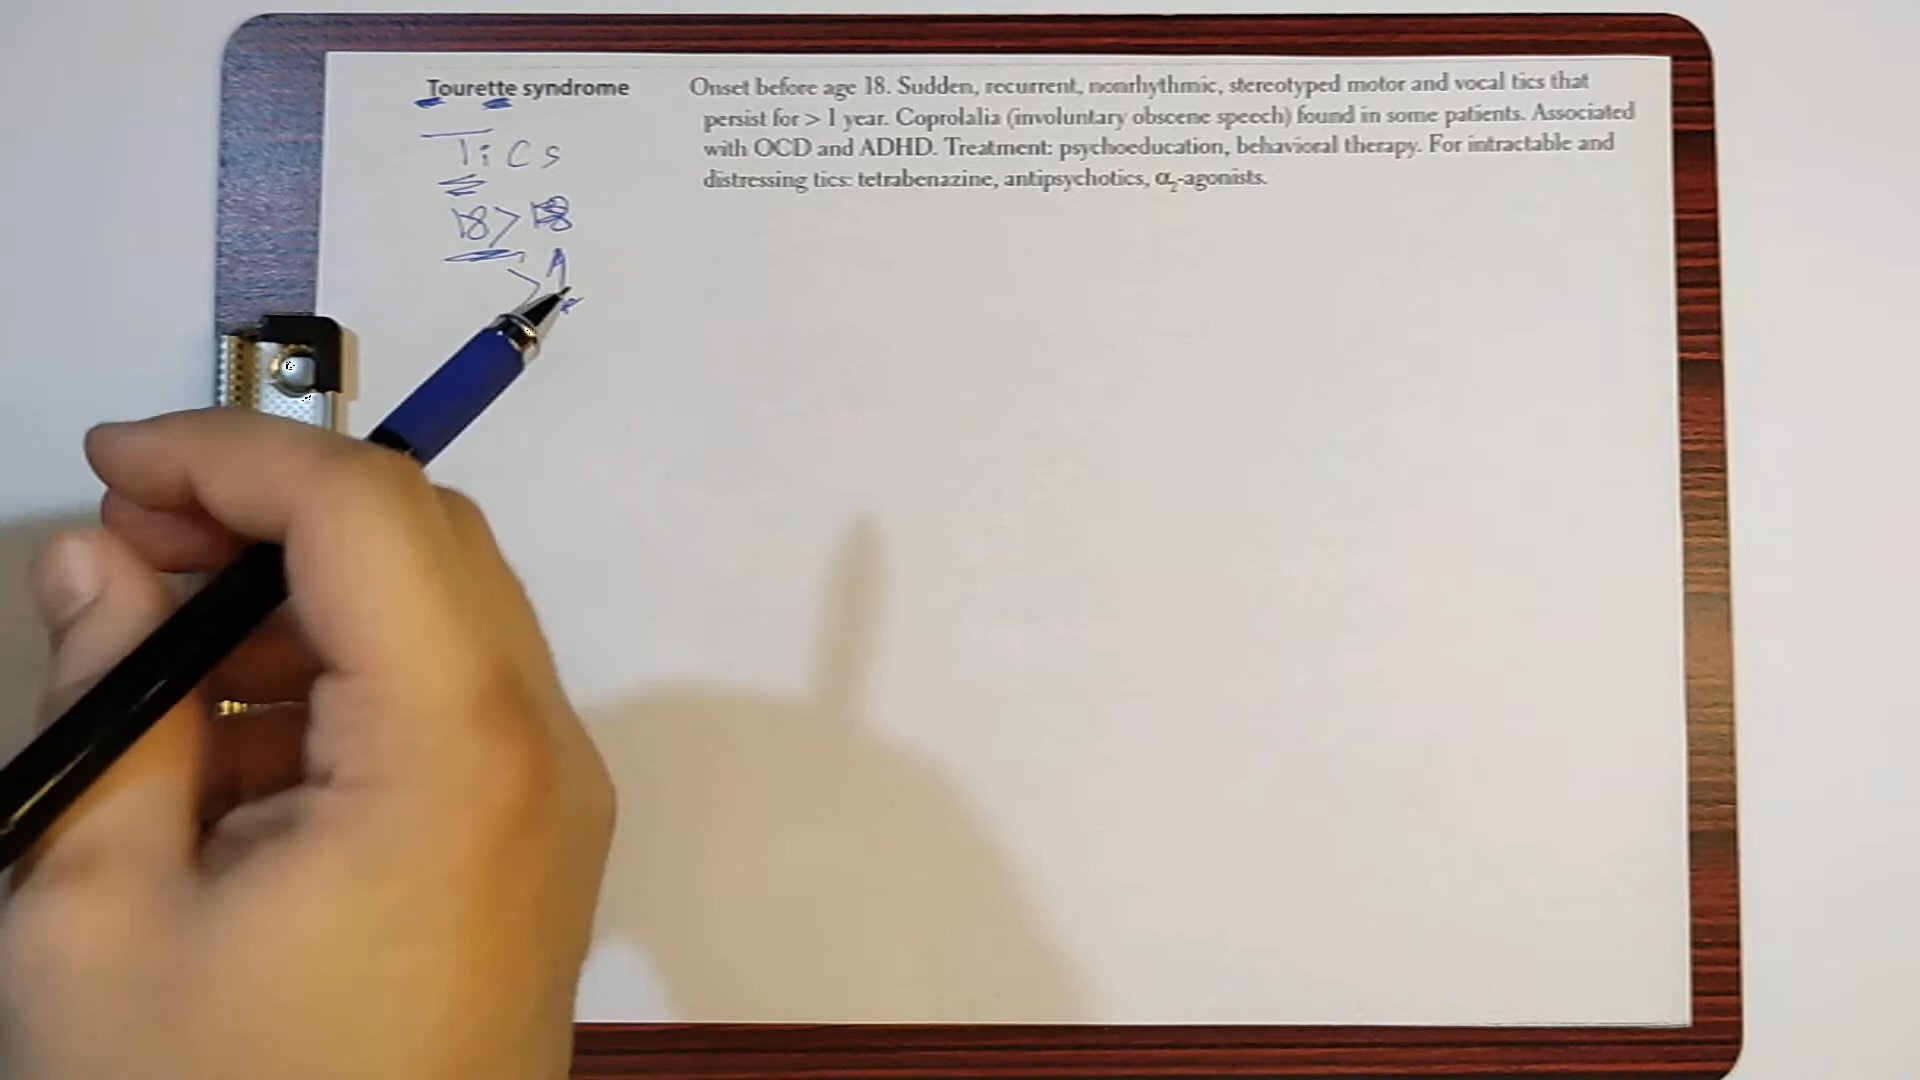 Tourette syndrome
Onset before age 18. Sudden, recurrent, nonrhythmic, stereotyped motor and vocal tics that
persist for > 1 year. Coprolalia (involuntary obscene speech) found in some patients. Associated
with OCD and ADHD. Treatment: psychoeducation, behavioral therapy. For intractable and
distressing tics: tetrabenazine, antipsychotics, α₂-agonists.
Tics
18 >
> A